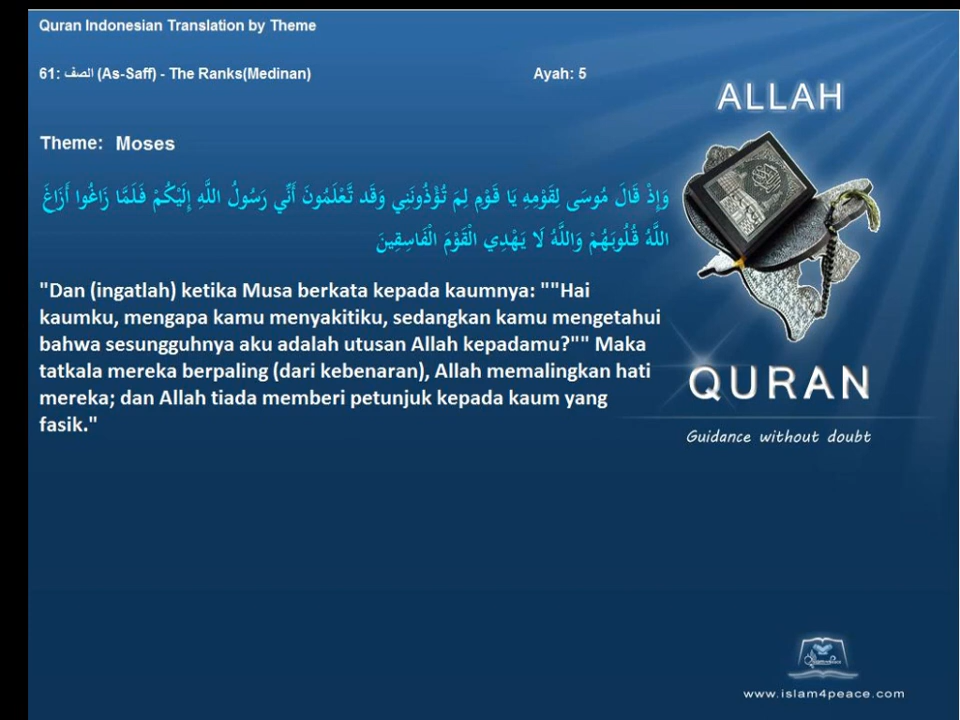 Quran Indonesian Translation by Theme
61: الصف (As-Saff) - The Ranks(Medinan) Ayah: 5
Theme: Moses
وَإِذْ قَالَ مُوسَى لِقَوْمِهِ يَا قَوْمِ لِمَ تُؤْذُونَنِي وَقَد تَّعْلَمُونَ أَنِّي رَسُولُ اللَّهِ إِلَيْكُمْ فَلَمَّا زَاغُوا أَزَاغَ
اللَّهُ قُلُوبَهُمْ وَاللَّهُ لَا يَهْدِي الْقَوْمَ الْفَاسِقِينَ
"Dan (ingatlah) ketika Musa berkata kepada kaumnya: ""Hai
kaumku, mengapa kamu menyakitiku, sedangkan kamu mengetahui
bahwa sesungguhnya aku adalah utusan Allah kepadamu?"" Maka
tatkala mereka berpaling (dari kebenaran), Allah memalingkan hati
mereka; dan Allah tiada memberi petunjuk kepada kaum yang
fasik."
ALLAH
QURAN
Guidance without doubt
www.islam4peace.com